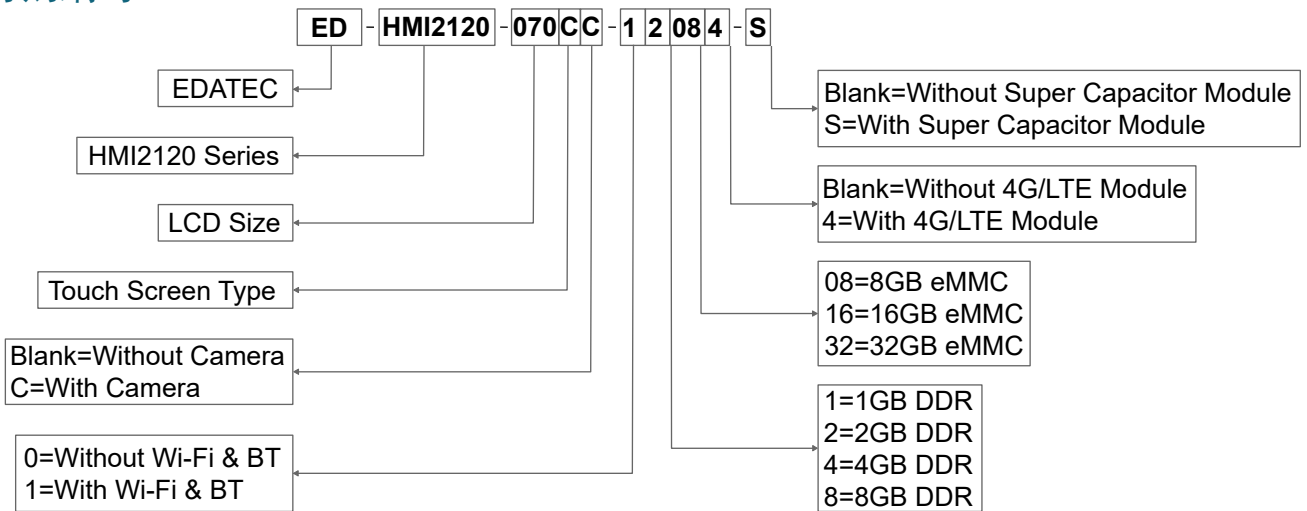 ED - HMI2120 - 070 C C - 1 2 08 4 - S
EDATEC
HMI2120 Series
LCD Size
Touch Screen Type
Blank=Without Camera
C=With Camera
0=Without Wi-Fi & BT
1=With Wi-Fi & BT
Blank=Without Super Capacitor Module
S=With Super Capacitor Module
Blank=Without 4G/LTE Module
4=With 4G/LTE Module
08=8GB eMMC
16=16GB eMMC
32=32GB eMMC
1=1GB DDR
2=2GB DDR
4=4GB DDR
8=8GB DDR